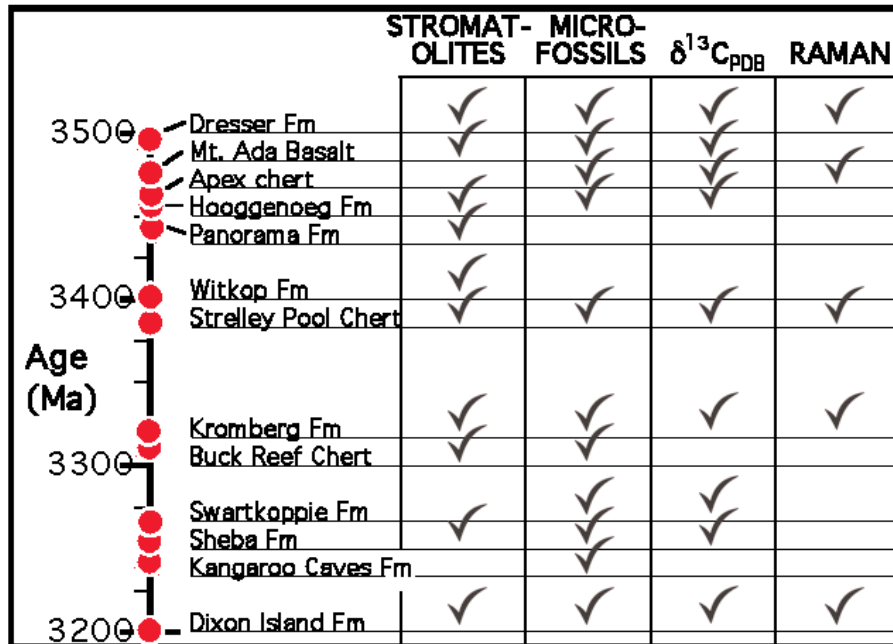 STROMAT- MICRO-
OLITES FOSSILS δ¹³C_PDB RAMAN
3500
Dresser Fm
Mt. Ada Basalt
Apex chert
Hooggenoeg Fm
Panorama Fm
3400
Witkop Fm
Strelley Pool Chert
Age
(Ma)
Kromberg Fm
Buck Reef Chert
3300
Swartkoppie Fm
Sheba Fm
Kangaroo Caves Fm
3200
Dixon Island Fm